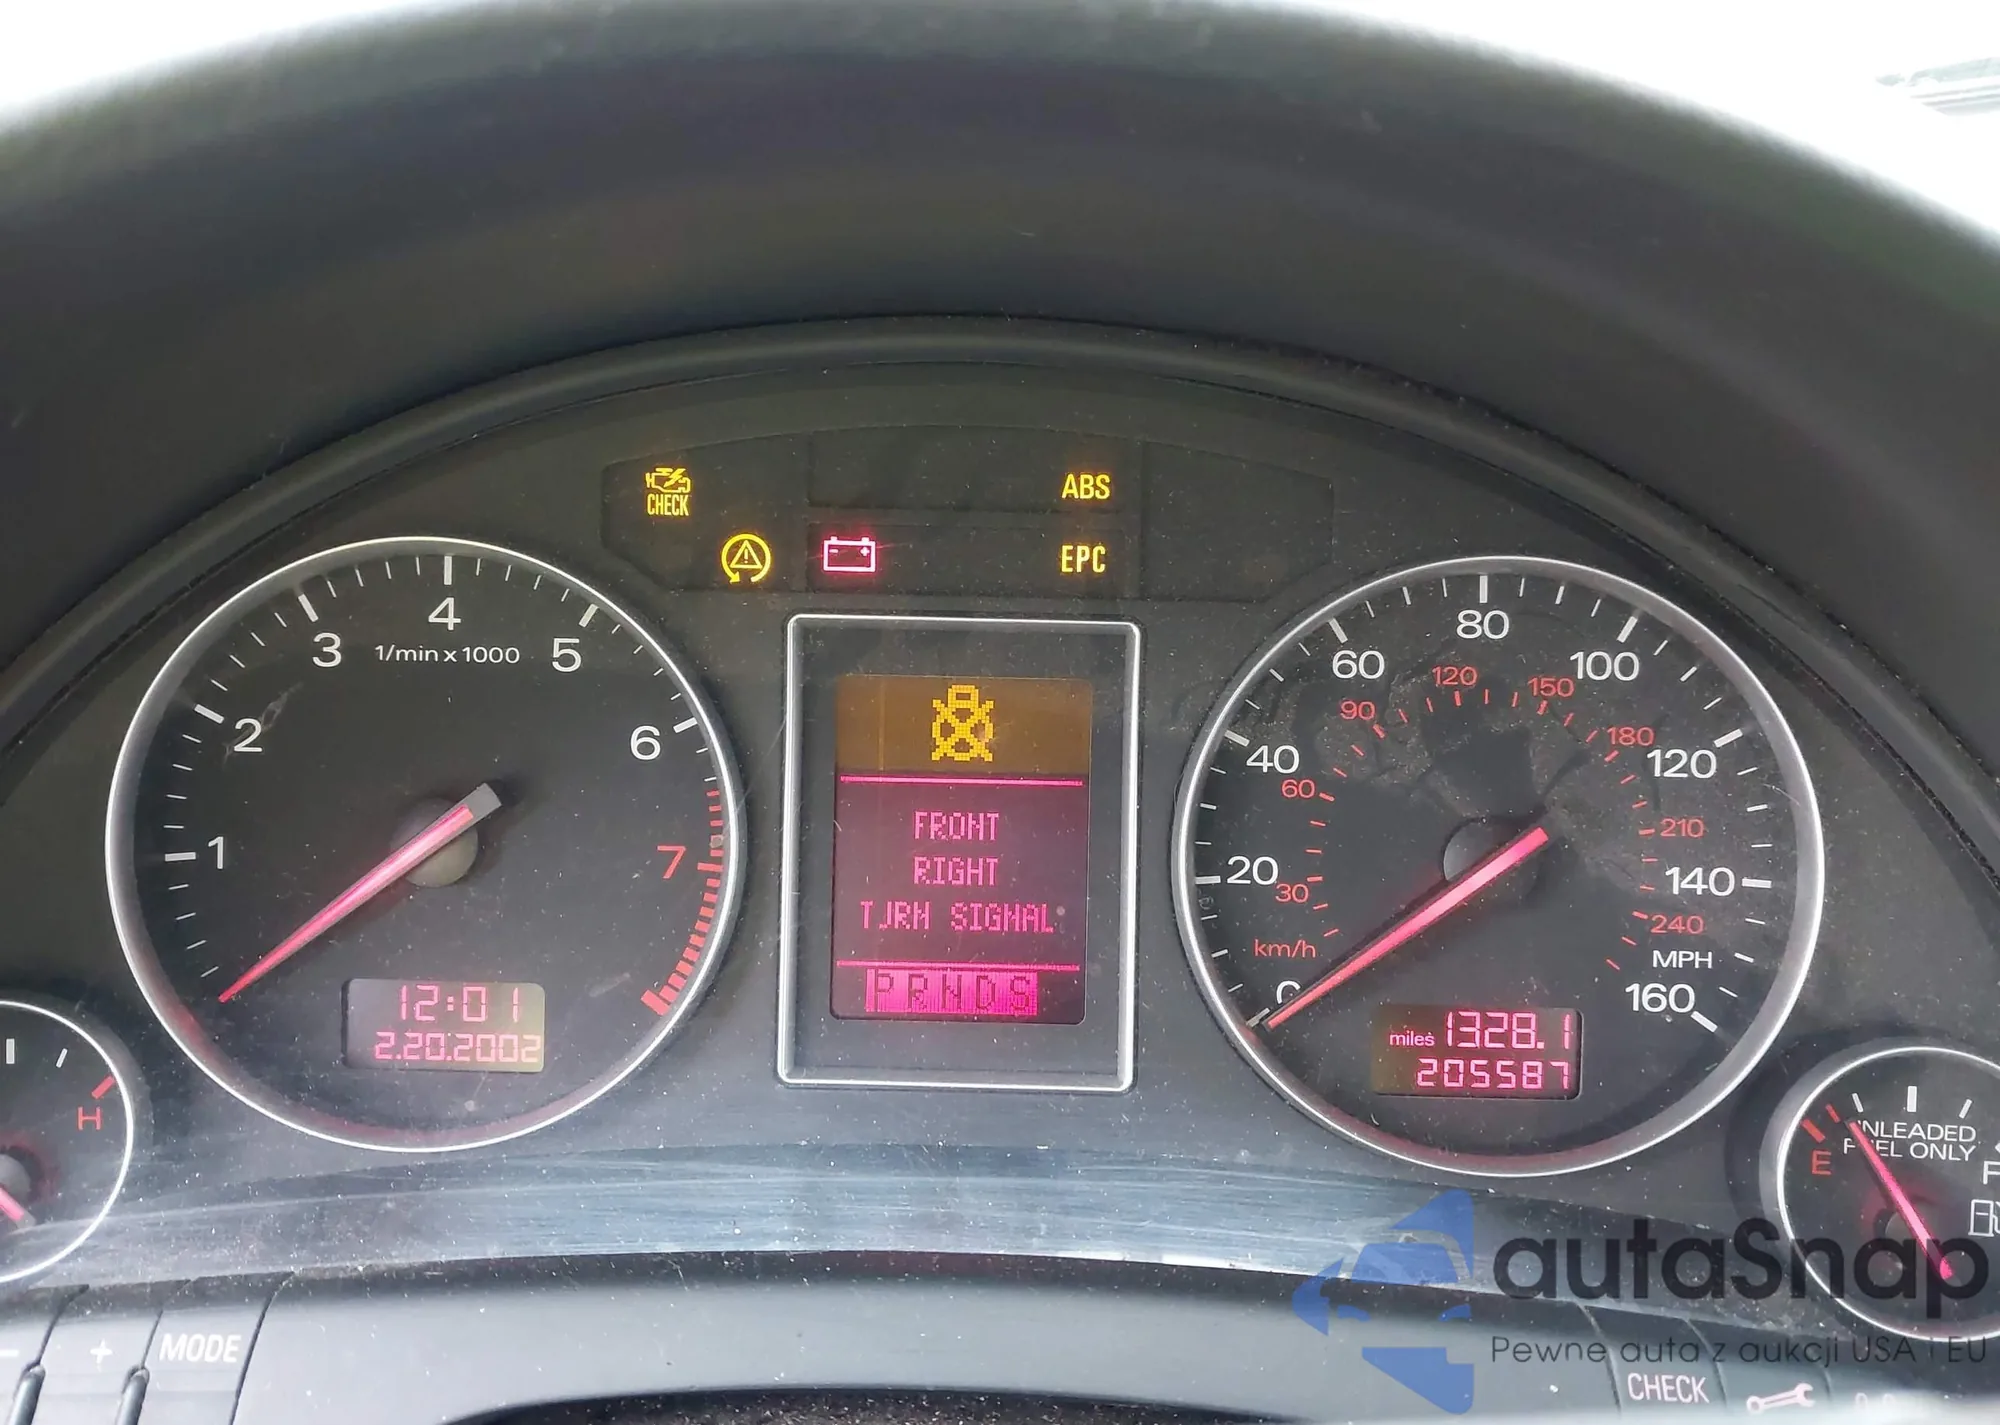 CHECK
ABS
EPC
1 2 3 4 5 6 7
1/min x 1000
12:01
2.20.2002
FRONT
RIGHT
TURN SIGNAL
PRNDS
0 20 40 60 80 100 120 140 160
30 60 90 120 150 180 210 240
km/h
MPH
miles 1328.1
205587
H
E
UNLEADED
FUEL ONLY
F
- + MODE
CHECK
autaSnap
Pewne auta z aukcji USA i EU